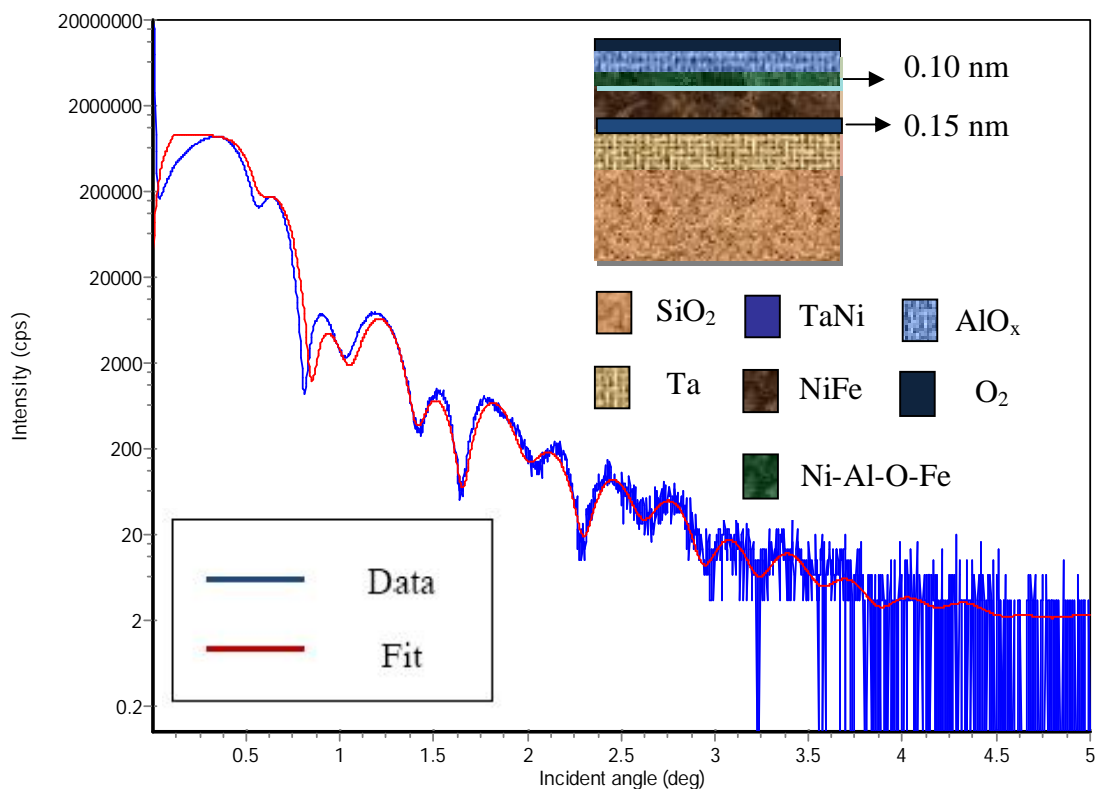 20000000
2000000
200000
20000
2000
200
20
2
0.2
Intensity (cps)
0.5
1
1.5
2
2.5
3
3.5
4
4.5
5
Incident angle (deg)
0.10 nm
0.15 nm
SiO₂
TaNi
AlOₓ
Ta
NiFe
O₂
Ni-Al-O-Fe
Data
Fit